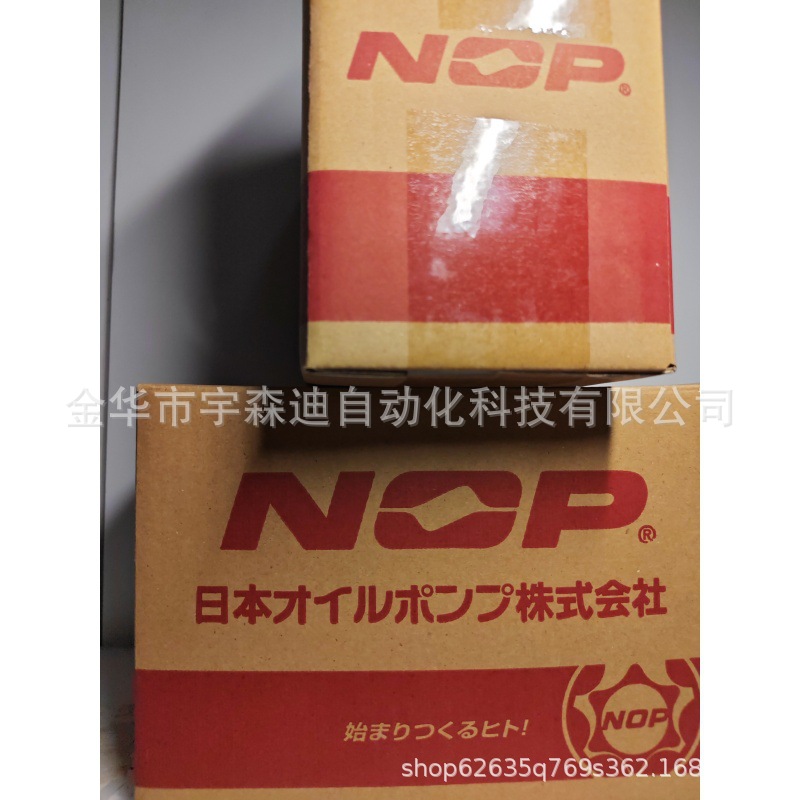 NOP®
金华市宇森迪自动化科技有限公司
NOP®
日本オイルポンプ株式会社
NOP
始まりつくるヒト!
shop62635q769s362.168